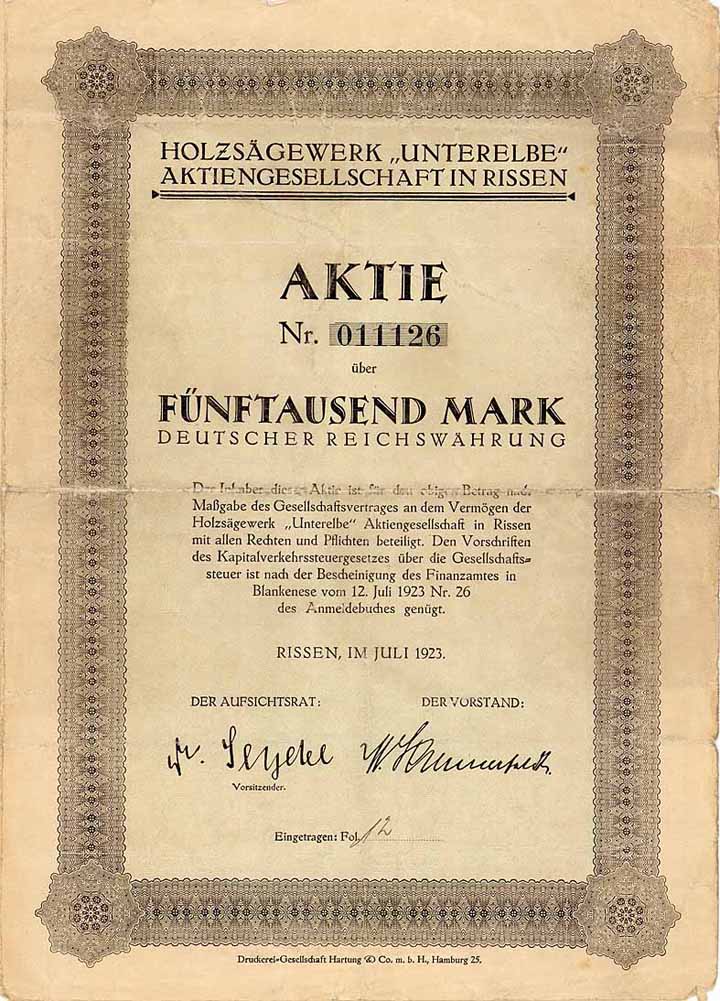 HOLZSÄGEWERK „UNTERELBE“
AKTIENGESELLSCHAFT IN RISSEN
AKTIE
Nr. 011126
über
FÜNFTAUSEND MARK
DEUTSCHER REICHSWÄHRUNG
Der Inhaber dieser Aktie ist für den obigen Betrag nach
Maßgabe des Gesellschaftsvertrages an dem Vermögen der
Holzsägewerk „Unterelbe“ Aktiengesellschaft in Rissen
mit allen Rechten und Pflichten beteiligt. Den Vorschriften
des Kapitalverkehrssteuergesetzes über die Gesellschafts-
steuer ist nach der Bescheinigung des Finanzamtes in
Blankenese vom 12. Juli 1923 Nr. 26
des Anmeldebuches genügt.
RISSEN, IM JULI 1923.
DER AUFSICHTSRAT: DER VORSTAND:
Dr. Seydel
Vorsitzender.
Eingetragen: Fol. 12
Druckerei-Gesellschaft Hartung & Co. m. b. H., Hamburg 25.